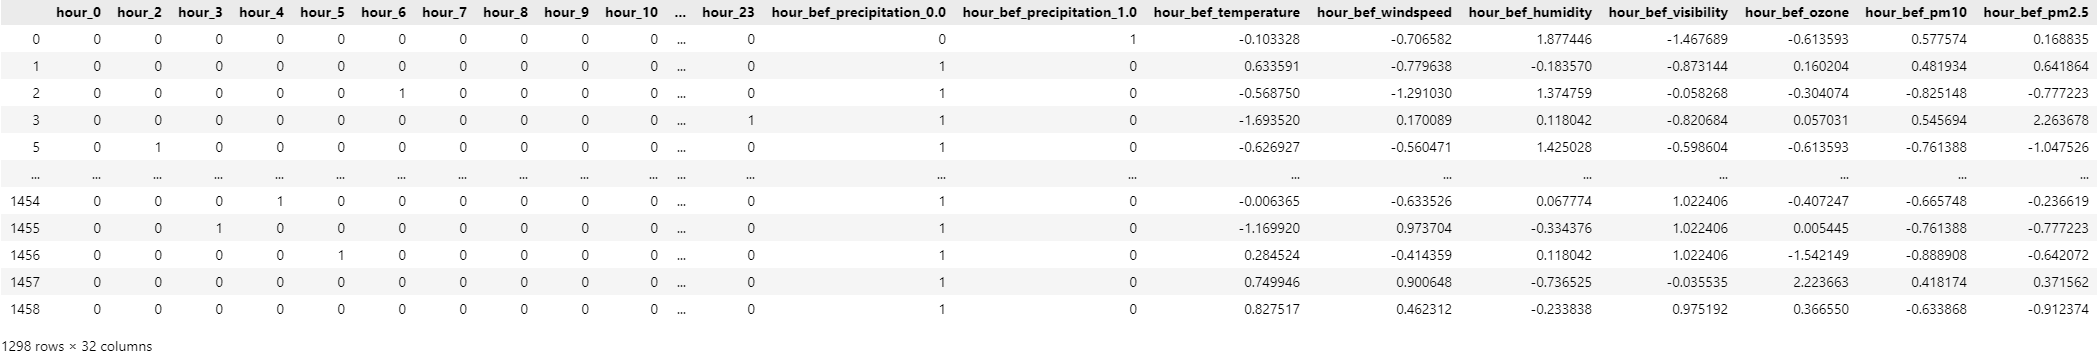 hour_0 hour_2 hour_3 hour_4 hour_5 hour_6 hour_7 hour_8 hour_9 hour_10 ... hour_23 hour_bef_precipitation_0.0 hour_bef_precipitation_1.0 hour_bef_temperature hour_bef_windspeed hour_bef_humidity hour_bef_visibility hour_bef_ozone hour_bef_pm10 hour_bef_pm2.5
0 0 0 0 0 0 0 0 0 0 0 ... 0 0 1 -0.103328 -0.706582 1.877446 -1.467689 -0.613593 0.577574 0.168835
1 0 0 0 0 0 0 0 0 0 0 ... 0 1 0 0.633591 -0.779638 -0.183570 -0.873144 0.160204 0.481934 0.641864
2 0 0 0 0 0 1 0 0 0 0 ... 0 1 0 -0.568750 -1.291030 1.374759 -0.058268 -0.304074 -0.825148 -0.777223
3 0 0 0 0 0 0 0 0 0 0 ... 1 1 0 -1.693520 0.170089 0.118042 -0.820684 0.057031 0.545694 2.263678
5 0 1 0 0 0 0 0 0 0 0 ... 0 1 0 -0.626927 -0.560471 1.425028 -0.598604 -0.613593 -0.761388 -1.047526
... ... ... ... ... ... ... ... ... ... ... ... ... ... ... ... ... ... ... ... ... ...
1454 0 0 0 1 0 0 0 0 0 0 ... 0 1 0 -0.006365 -0.633526 0.067774 1.022406 -0.407247 -0.665748 -0.236619
1455 0 0 1 0 0 0 0 0 0 0 ... 0 1 0 -1.169920 0.973704 -0.334376 1.022406 0.005445 -0.761388 -0.777223
1456 0 0 0 0 1 0 0 0 0 0 ... 0 1 0 0.284524 -0.414359 0.118042 1.022406 -1.542149 -0.888908 -0.642072
1457 0 0 0 0 0 0 0 0 0 0 ... 0 1 0 0.749946 0.900648 -0.736525 -0.035535 2.223663 0.418174 0.371562
1458 0 0 0 0 0 0 0 0 0 0 ... 0 1 0 0.827517 0.462312 -0.233838 0.975192 0.366550 -0.633868 -0.912374
1298 rows × 32 columns